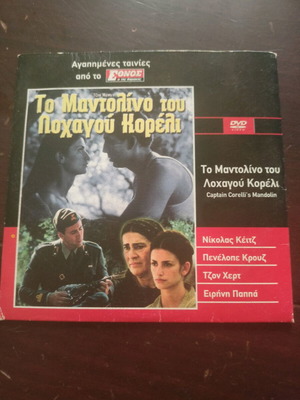 Αγαπημένες ταινίες
από το ΕΘΝΟΣ
Το Μαντολίνο του
Λοχαγού Κορέλι
DVD
Το Μαντολίνο του
Λοχαγού Κορέλι
Captain Corelli's Mandolin
Νίκολας Κέιτζ
Πενέλοπε Κρουζ
Τζον Χερτ
Ειρήνη Παππά